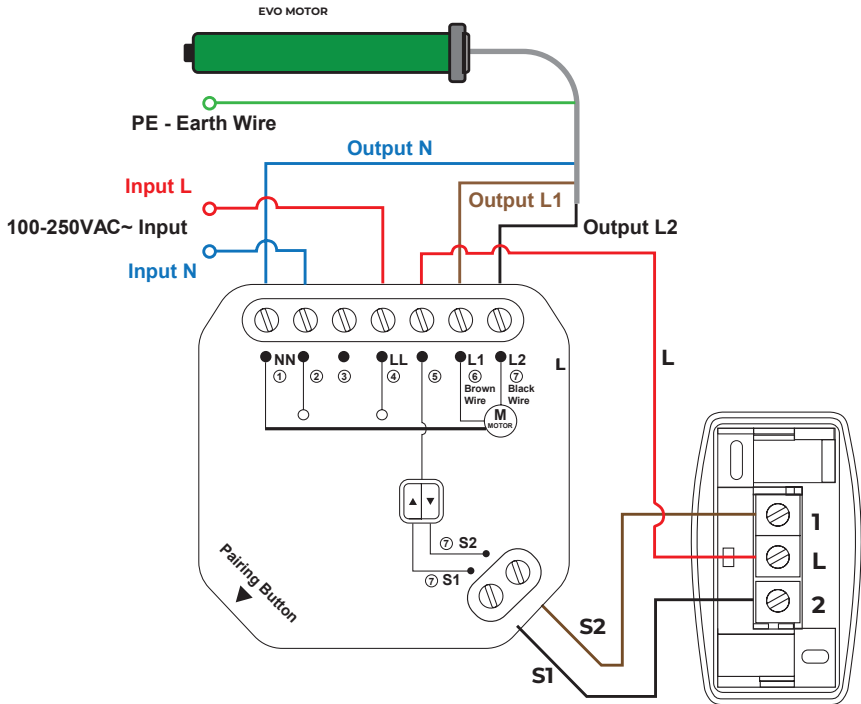 EVO MOTOR
PE - Earth Wire
Output N
Input L
Output L1
100-250VAC~ Input
Output L2
Input N
NN
LL
L1
L2
L
① ② ③ ④ ⑤ ⑥ ⑦
Brown
Wire
Black
Wire
M
MOTOR
L
⑦ S2
⑦ S1
Pairing Button
1
L
2
S2
S1